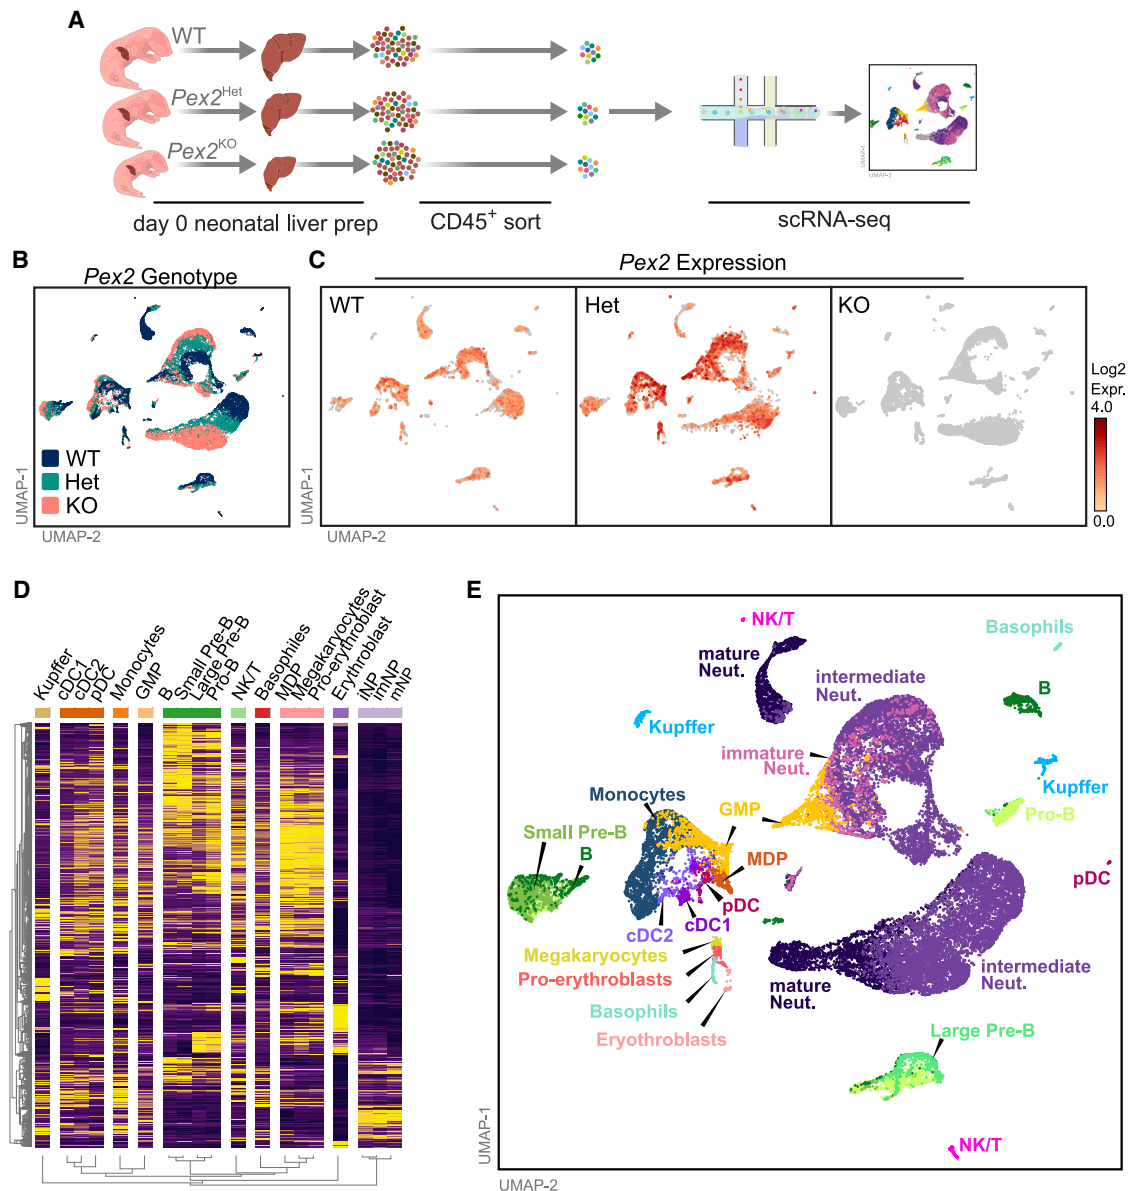 A
WT
Pex2Het
Pex2KO
day 0 neonatal liver prep
CD45+ sort
scRNA-seq
UMAP-1
UMAP-2
B
Pex2 Genotype
WT
Het
KO
UMAP-1
UMAP-2
C
Pex2 Expression
WT
Het
KO
Log2
Expr.
4.0
0.0
UMAP-1
UMAP-2
D
Kupffer
cDC1
cDC2
pDC
Monocytes
GMP
B
Small Pre-B
Large Pre-B
Pro-B
NK/T
Basophiles
MDP
Megakaryocytes
Pro-erythroblast
Erythroblast
iNP
imNP
mNP
E
NK/T
mature
Neut.
intermediate
Neut.
Basophils
B
Kupffer
immature
Neut.
Kupffer
Monocytes
GMP
Pro-B
Small Pre-B
B
MDP
pDC
pDC
cDC1
cDC2
Megakaryocytes
Pro-erythroblasts
Basophils
Eryothroblasts
mature
Neut.
intermediate
Neut.
Large Pre-B
NK/T
UMAP-1
UMAP-2